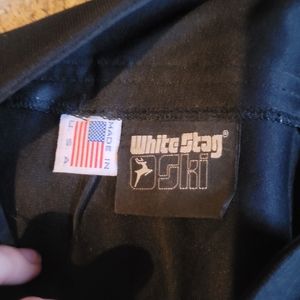 MADE IN
U S A
White Stag®
Ski